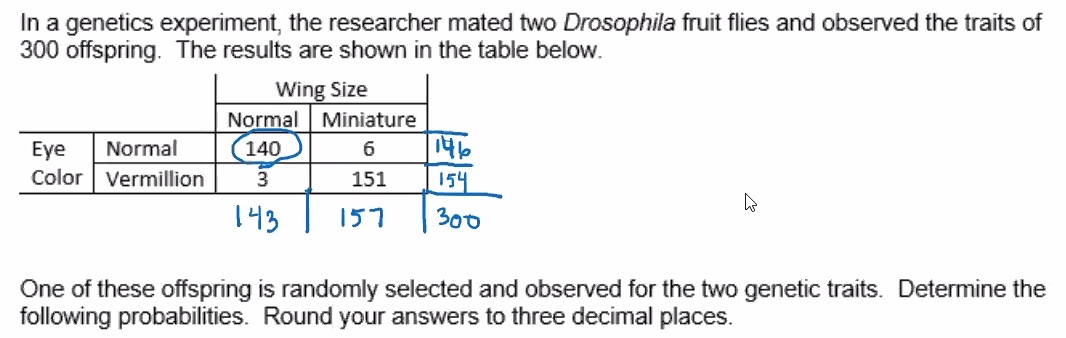 In a genetics experiment, the researcher mated two Drosophila fruit flies and observed the traits of
300 offspring. The results are shown in the table below.
Wing Size
Normal Miniature
Eye Normal 140 6 146
Color Vermillion 3 151 154
143 157 300
One of these offspring is randomly selected and observed for the two genetic traits. Determine the
following probabilities. Round your answers to three decimal places.